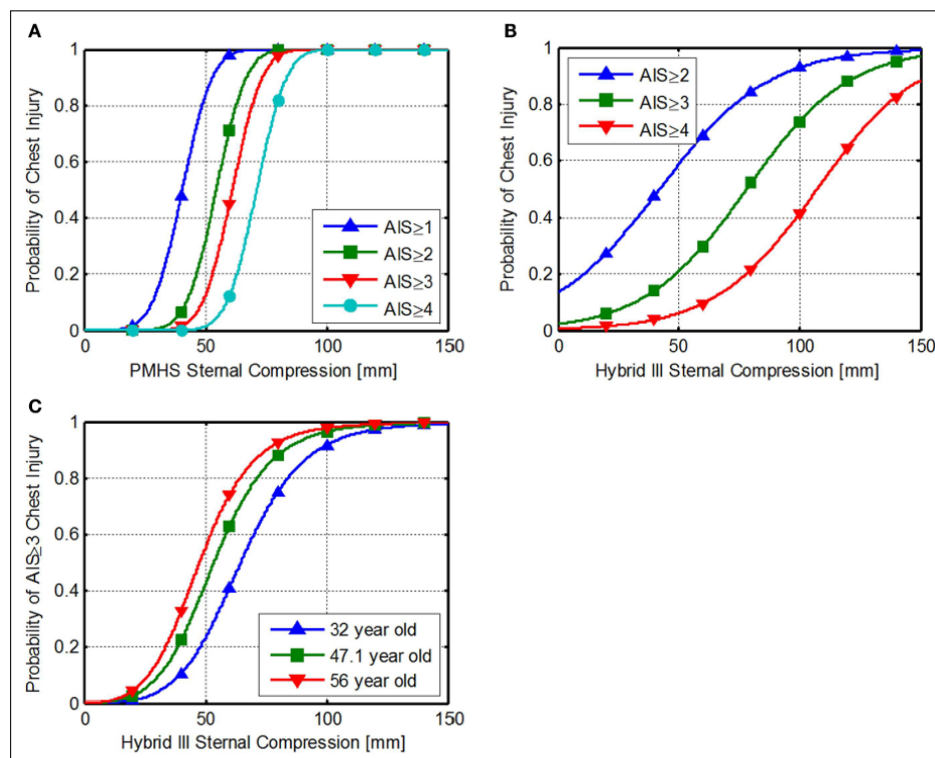 A
Probability of Chest Injury
1
0.8
0.6
0.4
0.2
0
AIS≥1
AIS≥2
AIS≥3
AIS≥4
0 50 100 150
PMHS Sternal Compression [mm]
B
Probability of Chest Injury
1
0.8
0.6
0.4
0.2
0
AIS≥2
AIS≥3
AIS≥4
0 50 100 150
Hybrid III Sternal Compression [mm]
C
Probability of AIS≥3 Chest Injury
1
0.8
0.6
0.4
0.2
0
32 year old
47.1 year old
56 year old
0 50 100 150
Hybrid III Sternal Compression [mm]